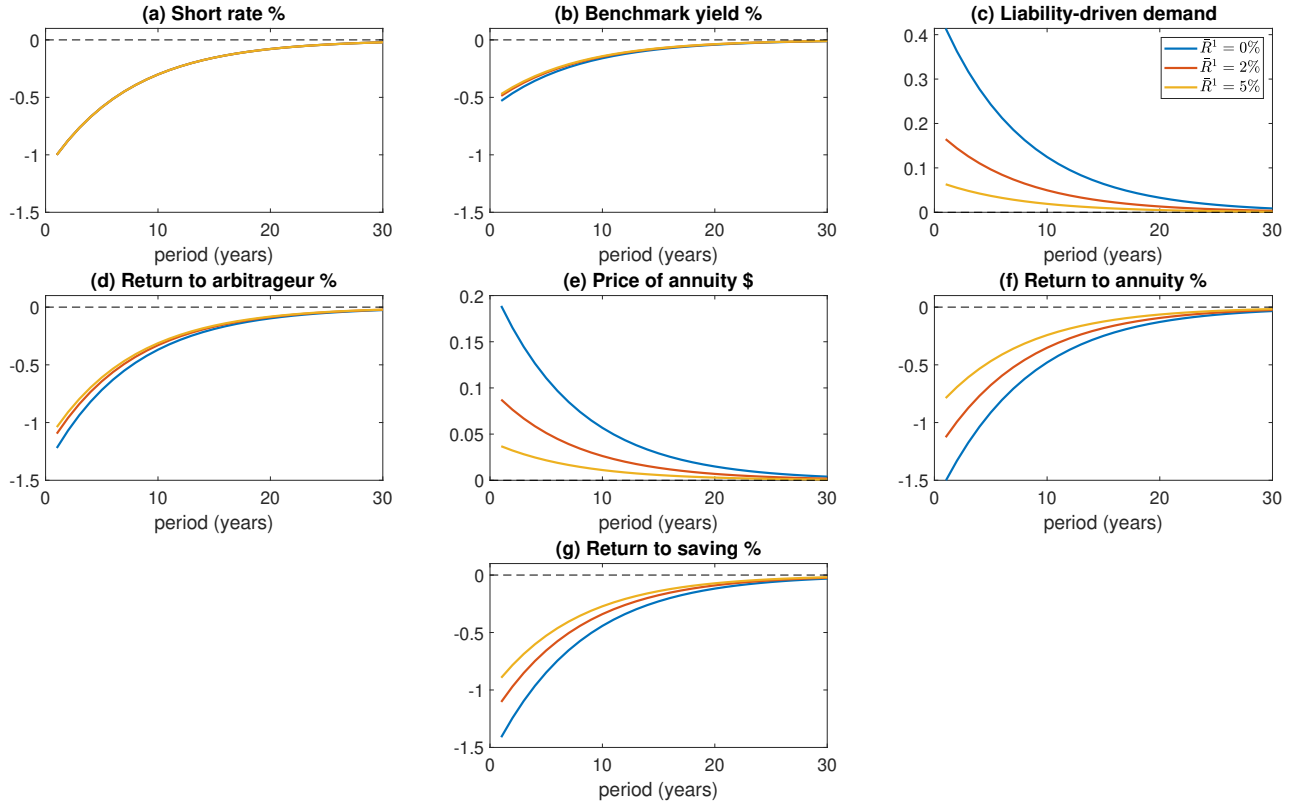 (a) Short rate %
0
-0.5
-1
-1.5
0 10 20 30
period (years)
(b) Benchmark yield %
0
-0.5
-1
-1.5
0 10 20 30
period (years)
(c) Liability-driven demand
0.4
0.3
0.2
0.1
0
0 10 20 30
period (years)
R̄¹ = 0%
R̄¹ = 2%
R̄¹ = 5%
(d) Return to arbitrageur %
0
-0.5
-1
-1.5
0 10 20 30
period (years)
(e) Price of annuity $
0.2
0.15
0.1
0.05
0
0 10 20 30
period (years)
(f) Return to annuity %
0
-0.5
-1
-1.5
0 10 20 30
period (years)
(g) Return to saving %
0
-0.5
-1
-1.5
0 10 20 30
period (years)